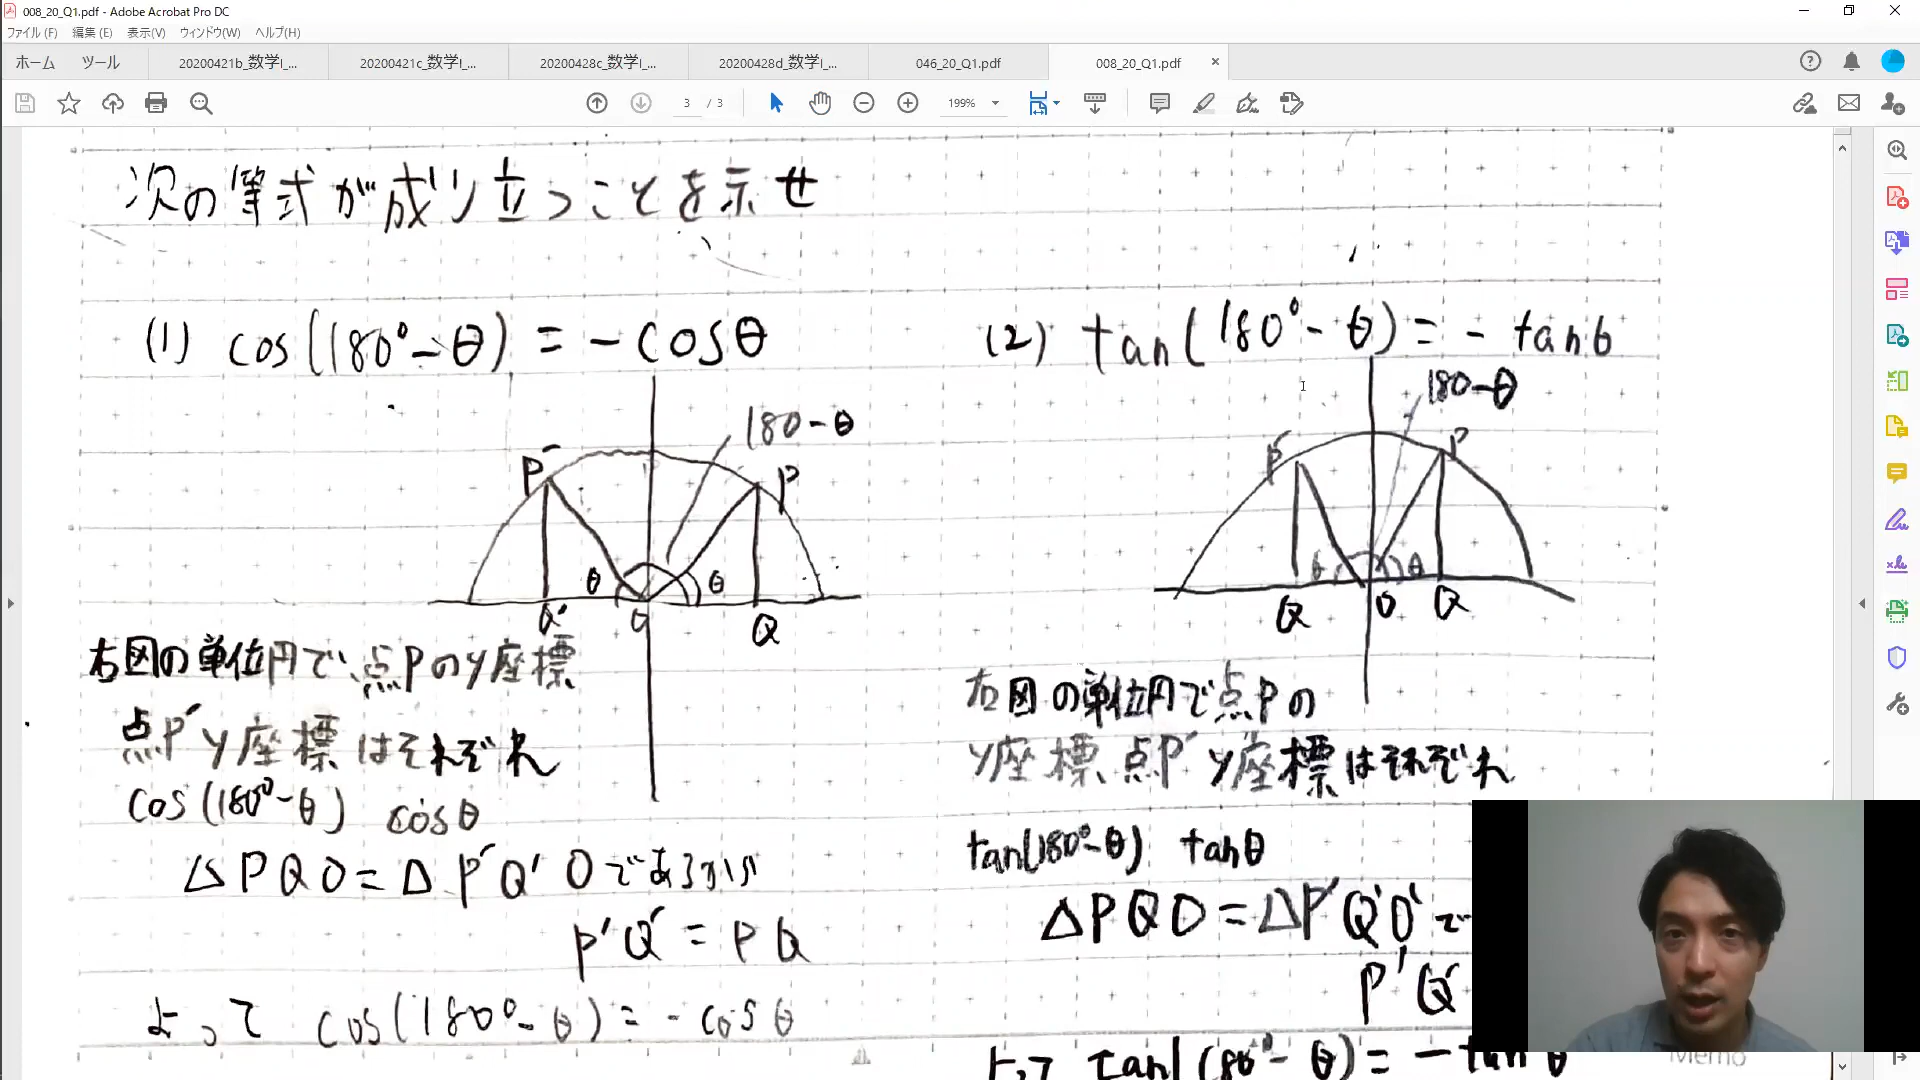 008_20_Q1.pdf - Adobe Acrobat Pro DC
ファイル(F) 編集(E) 表示(V) ウィンドウ(W) ヘルプ(H)
ホーム ツール 20200421b_数学I_... 20200421c_数学I_... 20200428c_数学I_... 20200428d_数学I_... 046_20_Q1.pdf 008_20_Q1.pdf ×
3 / 3 199%
次の等式が成り立つことを示せ
(1) cos(180°-θ) = -cosθ
180-θ
P' P
θ θ
Q' O Q
右図の単位円で、点Pのy座標
点P' y座標はそれぞれ
cos(180°-θ) cosθ
△PQO=△P'Q'Oであるから
P'Q'=PQ
よって cos(180°-θ)=-cosθ
(2) tan(180°-θ)=-tanθ
180-θ
P' P
θ θ
Q O Q
右図の単位円で点Pの
y座標点P' y座標はそれぞれ
tan(180°-θ) tanθ
△PQO=△P'Q'O'で
P'Q'
よって tan(180°-θ)=-tanθ
Memo